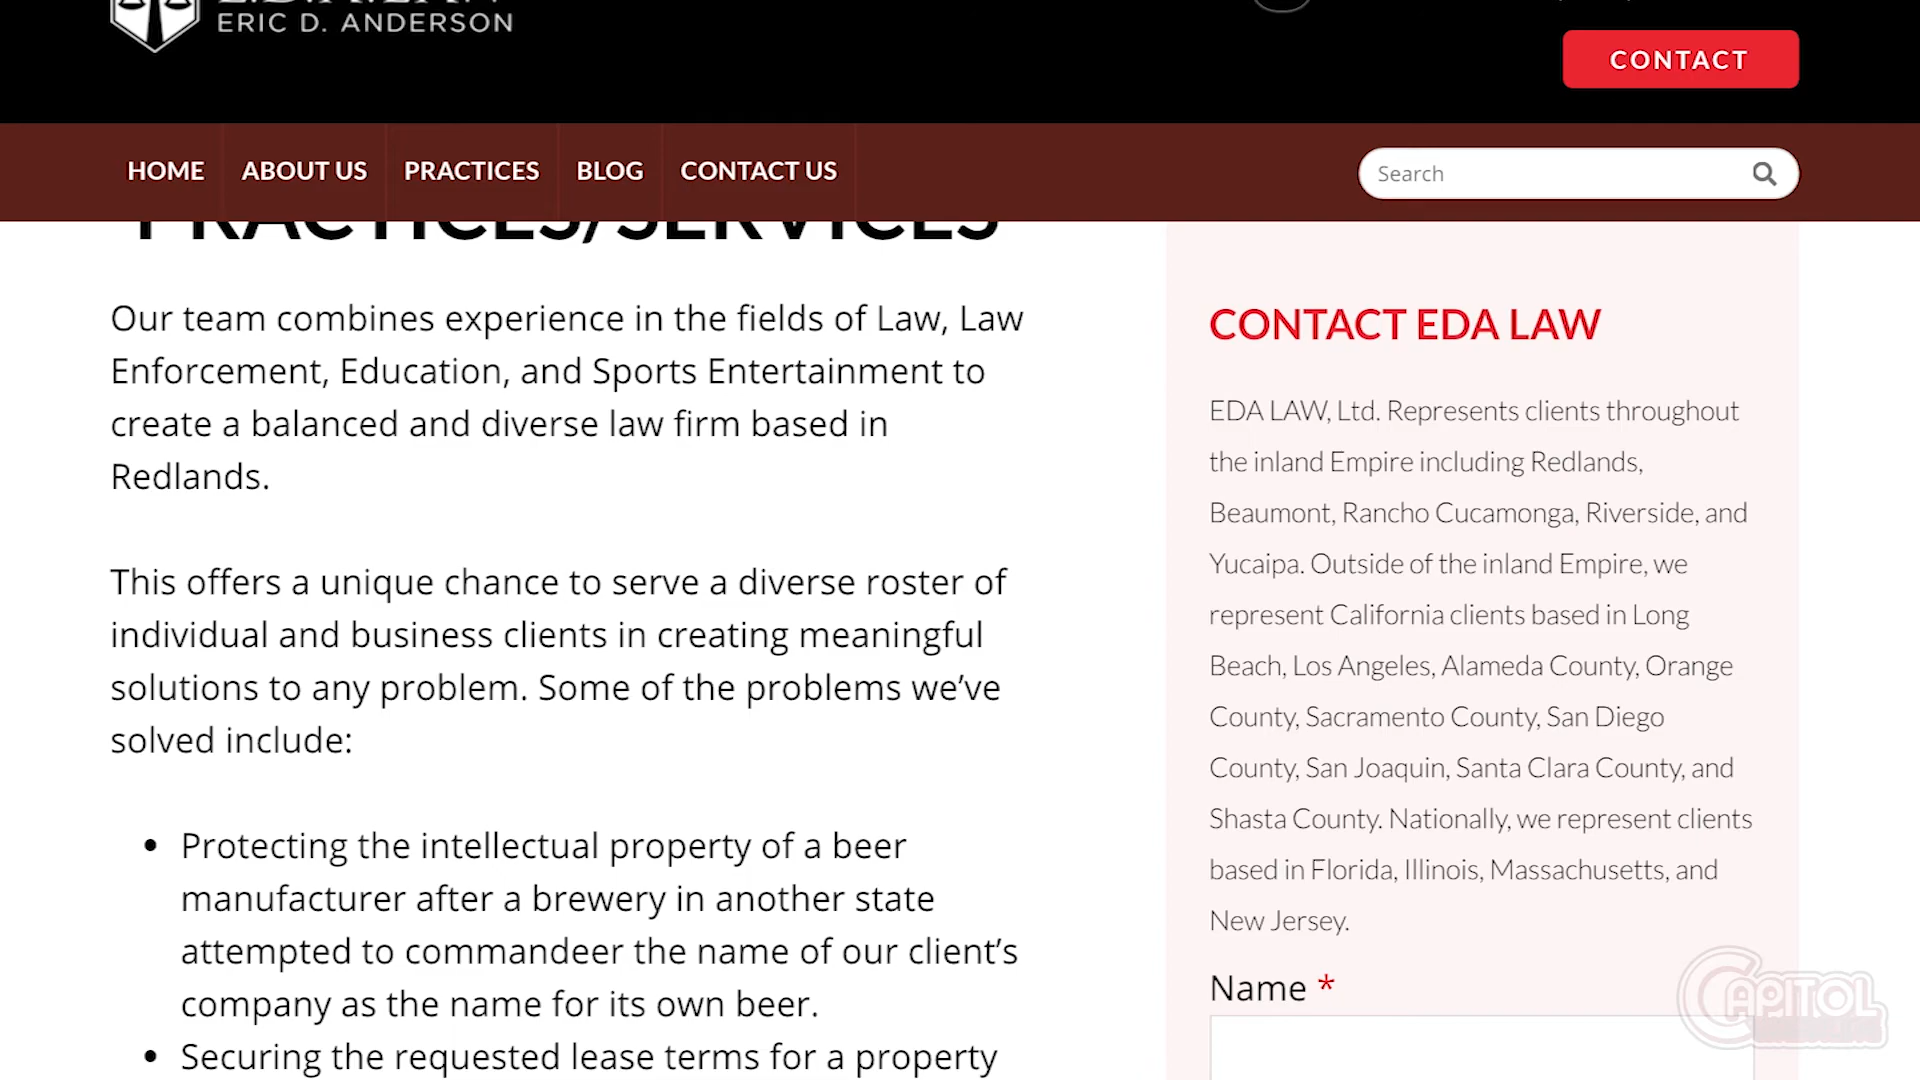 ERIC D. ANDERSON
CONTACT
HOME
ABOUT US
PRACTICES
BLOG
CONTACT US
Search
PRACTICES/SERVICES
Our team combines experience in the fields of Law, Law
Enforcement, Education, and Sports Entertainment to
create a balanced and diverse law firm based in
Redlands.
This offers a unique chance to serve a diverse roster of
individual and business clients in creating meaningful
solutions to any problem. Some of the problems we’ve
solved include:
• Protecting the intellectual property of a beer
manufacturer after a brewery in another state
attempted to commandeer the name of our client’s
company as the name for its own beer.
• Securing the requested lease terms for a property
CONTACT EDA LAW
EDA LAW, Ltd. Represents clients throughout
the inland Empire including Redlands,
Beaumont, Rancho Cucamonga, Riverside, and
Yucaipa. Outside of the inland Empire, we
represent California clients based in Long
Beach, Los Angeles, Alameda County, Orange
County, Sacramento County, San Diego
County, San Joaquin, Santa Clara County, and
Shasta County. Nationally, we represent clients
based in Florida, Illinois, Massachusetts, and
New Jersey.
Name *
CAPITOL